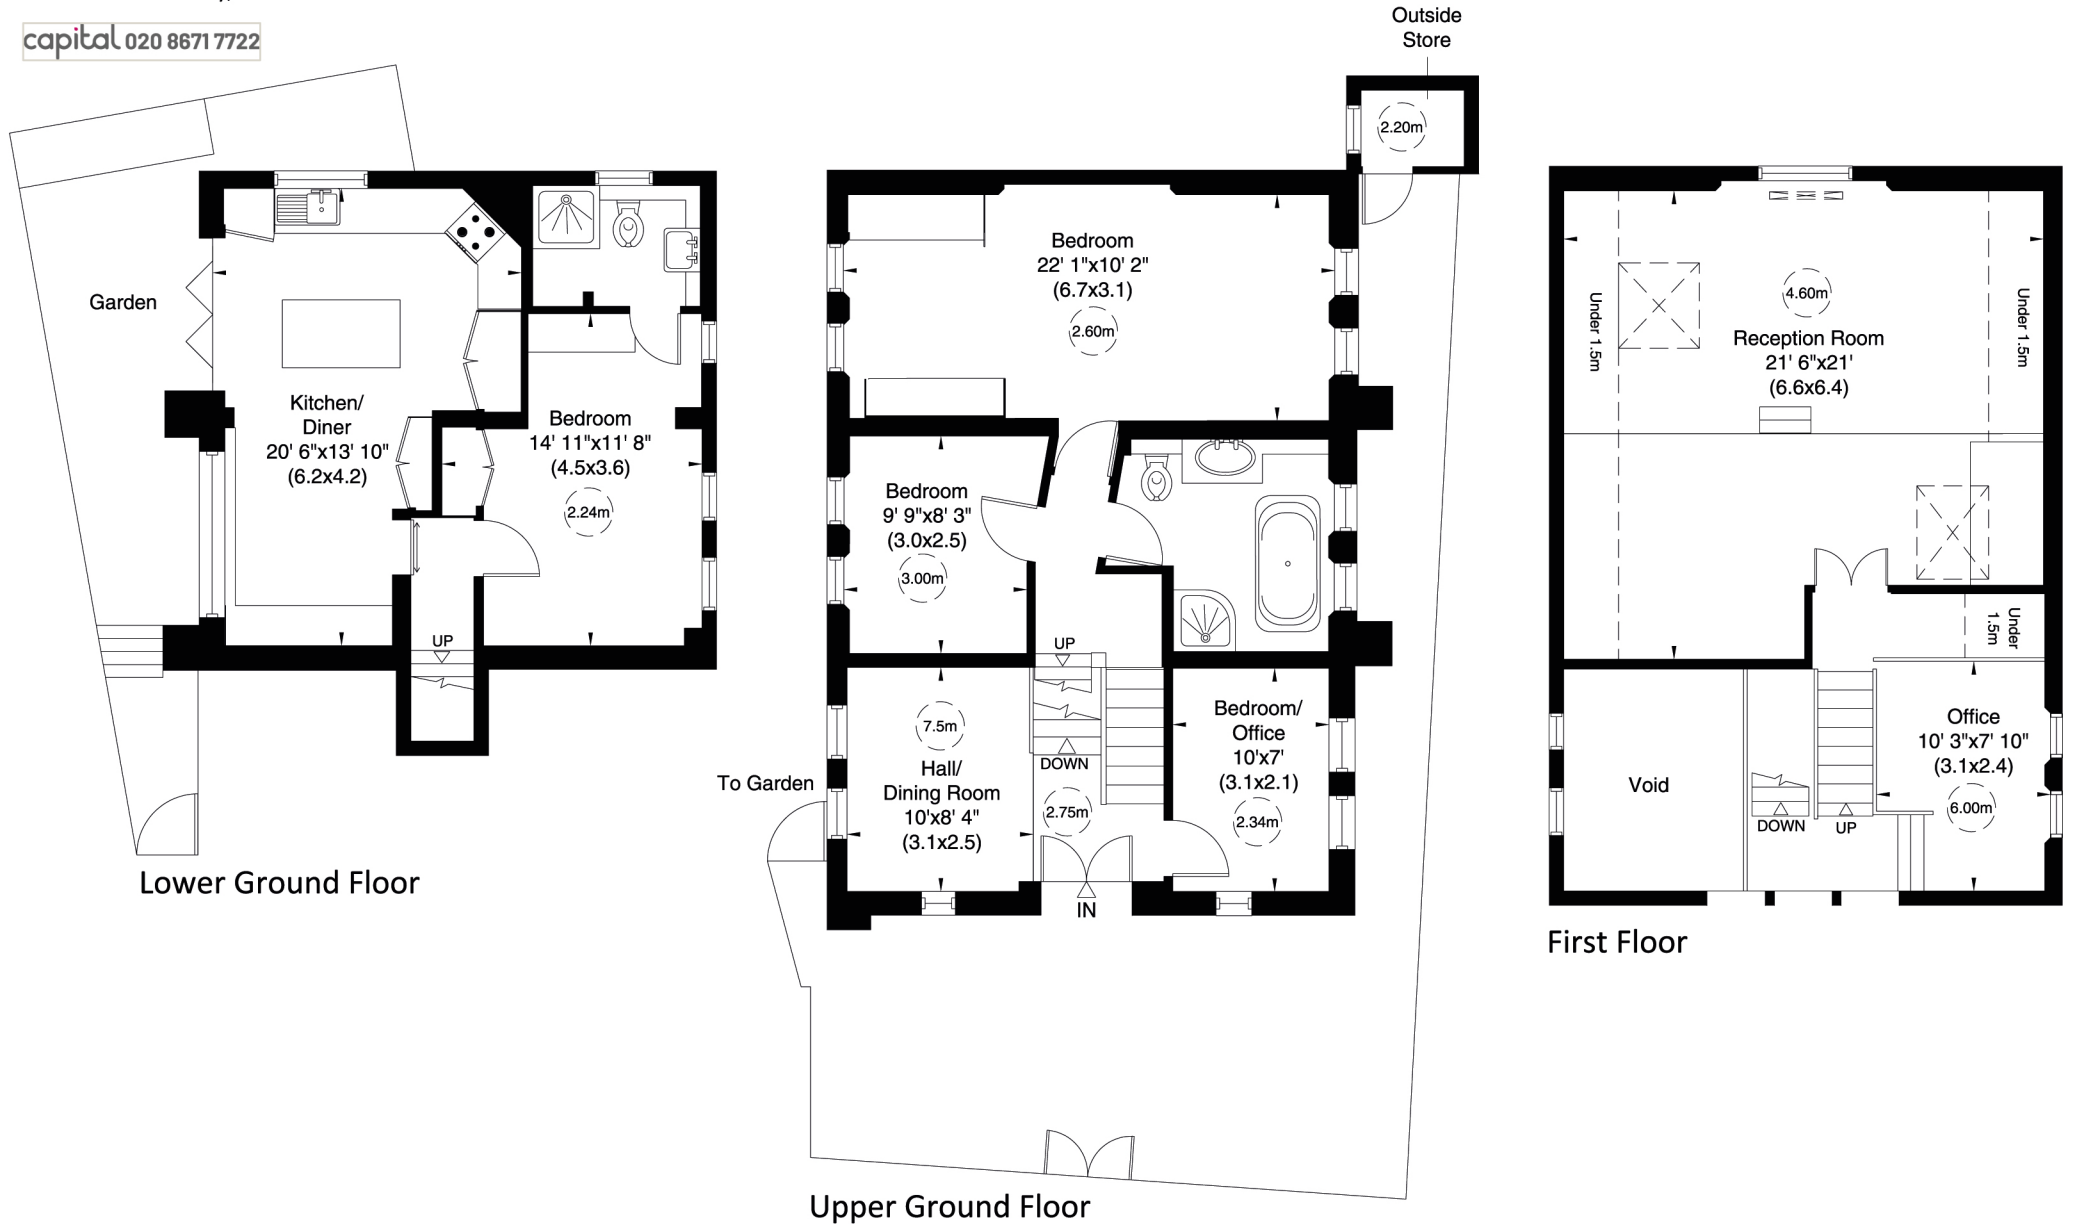 capital 020 8671 7722
Garden
Kitchen/
Diner
20' 6"x13' 10"
(6.2x4.2)
Bedroom
14' 11"x11' 8"
(4.5x3.6)
2.24m
UP
Lower Ground Floor
Outside
Store
2.20m
Bedroom
22' 1"x10' 2"
(6.7x3.1)
2.60m
Bedroom
9' 9"x8' 3"
(3.0x2.5)
3.00m
UP
7.5m
Hall/
Dining Room
10'x8' 4"
(3.1x2.5)
DOWN
2.75m
Bedroom/
Office
10'x7'
(3.1x2.1)
2.34m
To Garden
IN
Upper Ground Floor
Under 1.5m
4.60m
Reception Room
21' 6"x21'
(6.6x6.4)
Under 1.5m
Under
1.5m
Void
DOWN
UP
Office
10' 3"x7' 10"
(3.1x2.4)
6.00m
First Floor